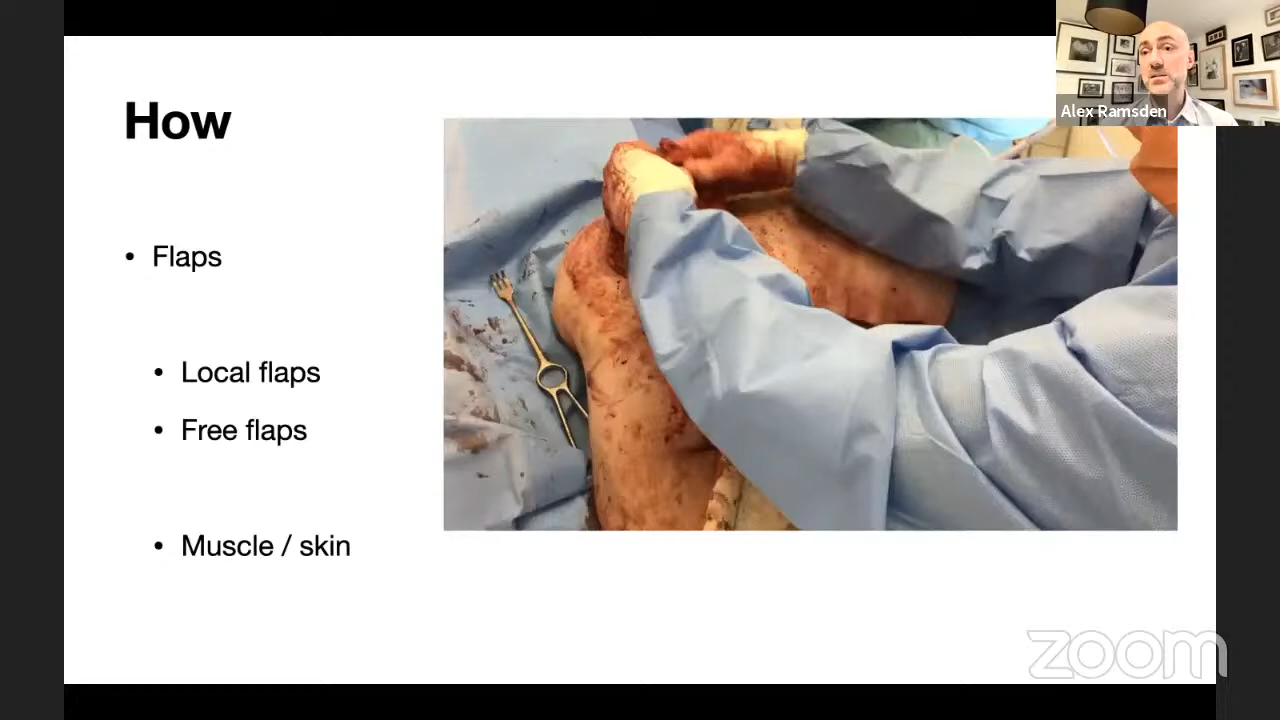 How
Alex Ramsden
• Flaps
• Local flaps
• Free flaps
• Muscle / skin
zoom